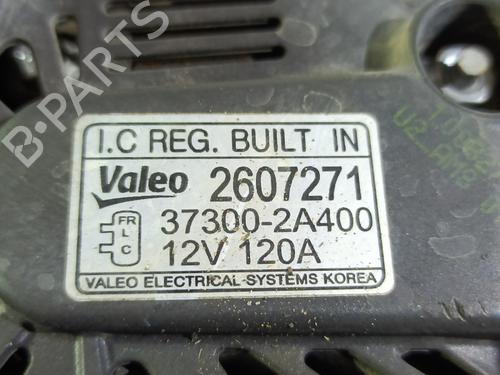 B-PARTS
I.C REG. BUILT IN
Valeo 2607271
FR
L
C
37300-2A400
12V 120A
VALEO ELECTRICAL SYSTEMS KOREA